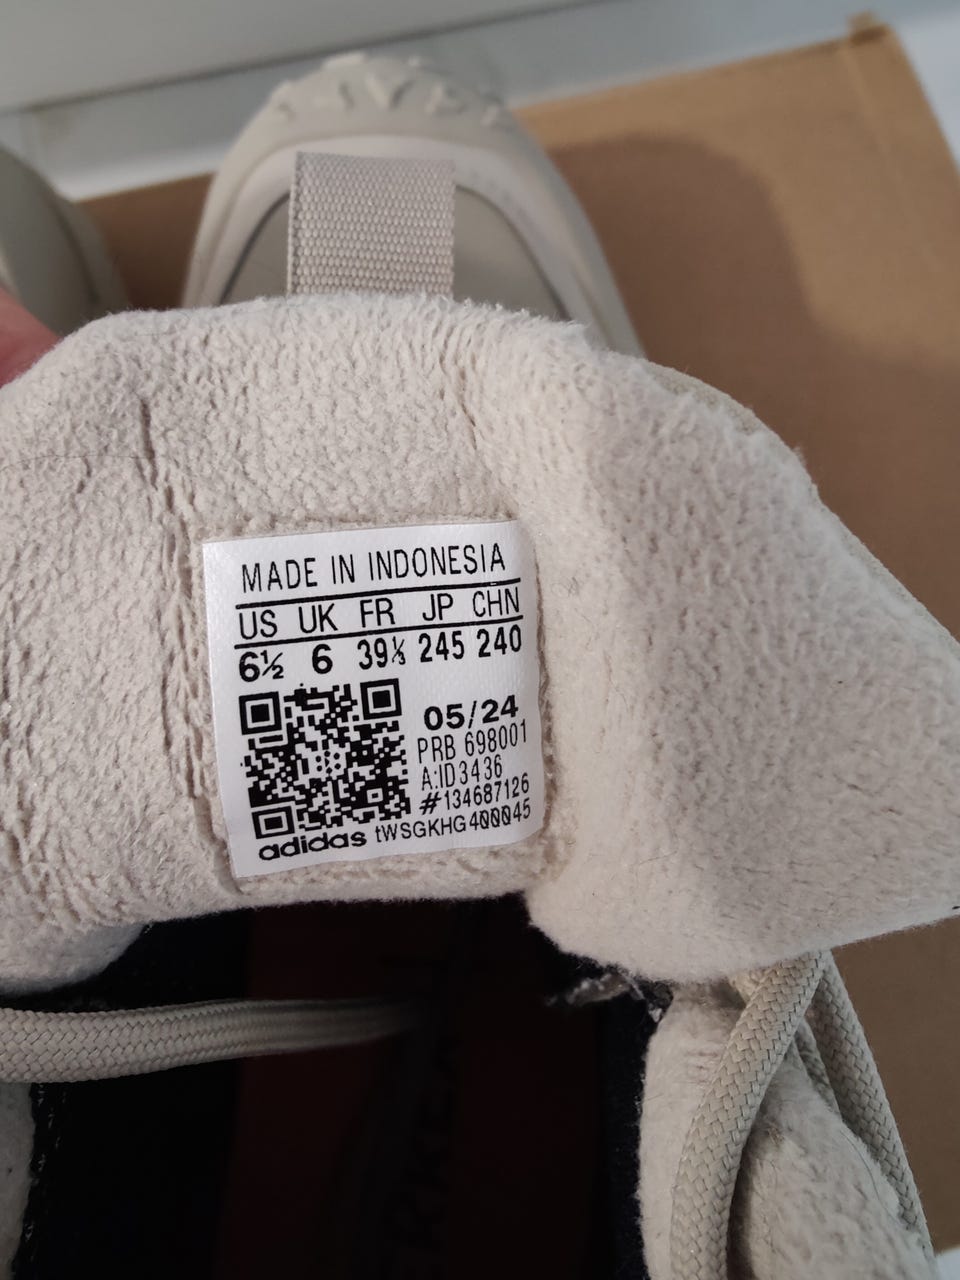 MADE IN INDONESIA
US UK FR JP CHN
6½ 6 39⅓ 245 240
05/24
PRB 698001
A:ID3436
#134687126
adidas tWSGKHG400045